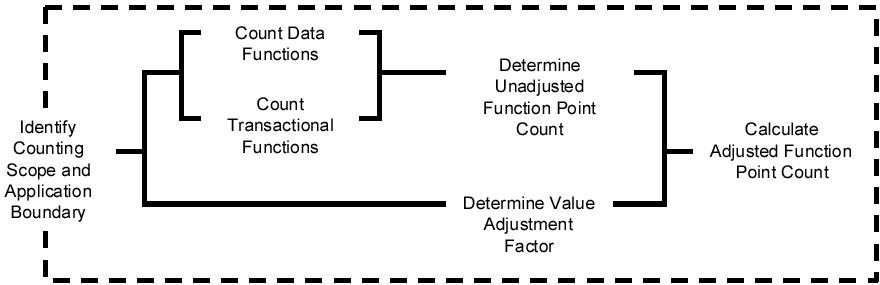 Count Data
Functions
Count
Transactional
Functions
Determine
Unadjusted
Function Point
Count
Identify
Counting
Scope and
Application
Boundary
Calculate
Adjusted Function
Point Count
Determine Value
Adjustment
Factor